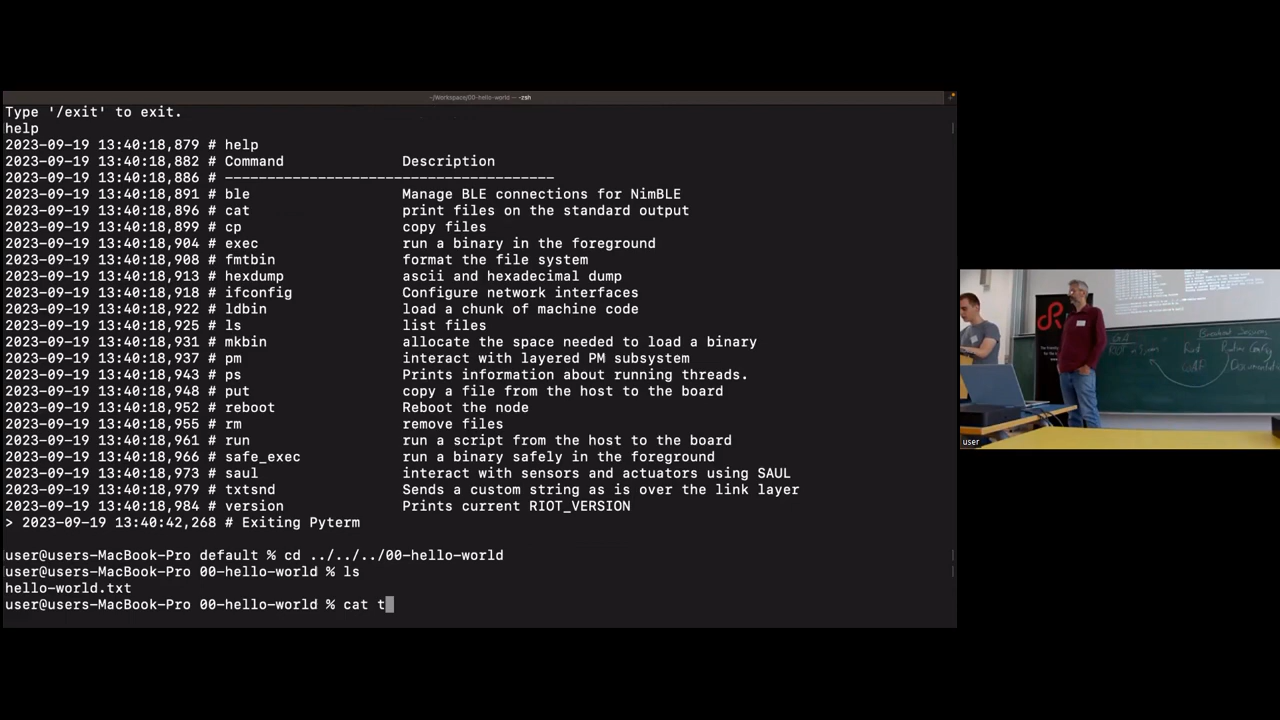 ~/Workspace/00-hello-world — -zsh
Type '/exit' to exit.
help
2023-09-19 13:40:18,879 # help
2023-09-19 13:40:18,882 # Command Description
2023-09-19 13:40:18,886 # ---------------------------------------
2023-09-19 13:40:18,891 # ble Manage BLE connections for NimBLE
2023-09-19 13:40:18,896 # cat print files on the standard output
2023-09-19 13:40:18,899 # cp copy files
2023-09-19 13:40:18,904 # exec run a binary in the foreground
2023-09-19 13:40:18,908 # fmtbin format the file system
2023-09-19 13:40:18,913 # hexdump ascii and hexadecimal dump
2023-09-19 13:40:18,918 # ifconfig Configure network interfaces
2023-09-19 13:40:18,922 # ldbin load a chunk of machine code
2023-09-19 13:40:18,925 # ls list files
2023-09-19 13:40:18,931 # mkbin allocate the space needed to load a binary
2023-09-19 13:40:18,937 # pm interact with layered PM subsystem
2023-09-19 13:40:18,943 # ps Prints information about running threads.
2023-09-19 13:40:18,948 # put copy a file from the host to the board
2023-09-19 13:40:18,952 # reboot Reboot the node
2023-09-19 13:40:18,955 # rm remove files
2023-09-19 13:40:18,961 # run run a script from the host to the board
2023-09-19 13:40:18,966 # safe_exec run a binary safely in the foreground
2023-09-19 13:40:18,973 # saul interact with sensors and actuators using SAUL
2023-09-19 13:40:18,979 # txtsnd Sends a custom string as is over the link layer
2023-09-19 13:40:18,984 # version Prints current RIOT_VERSION
> 2023-09-19 13:40:42,268 # Exiting Pyterm
user@users-MacBook-Pro default % cd ../../../00-hello-world
user@users-MacBook-Pro 00-hello-world % ls
hello-world.txt
user@users-MacBook-Pro 00-hello-world % cat t
Breakout Sessions
user